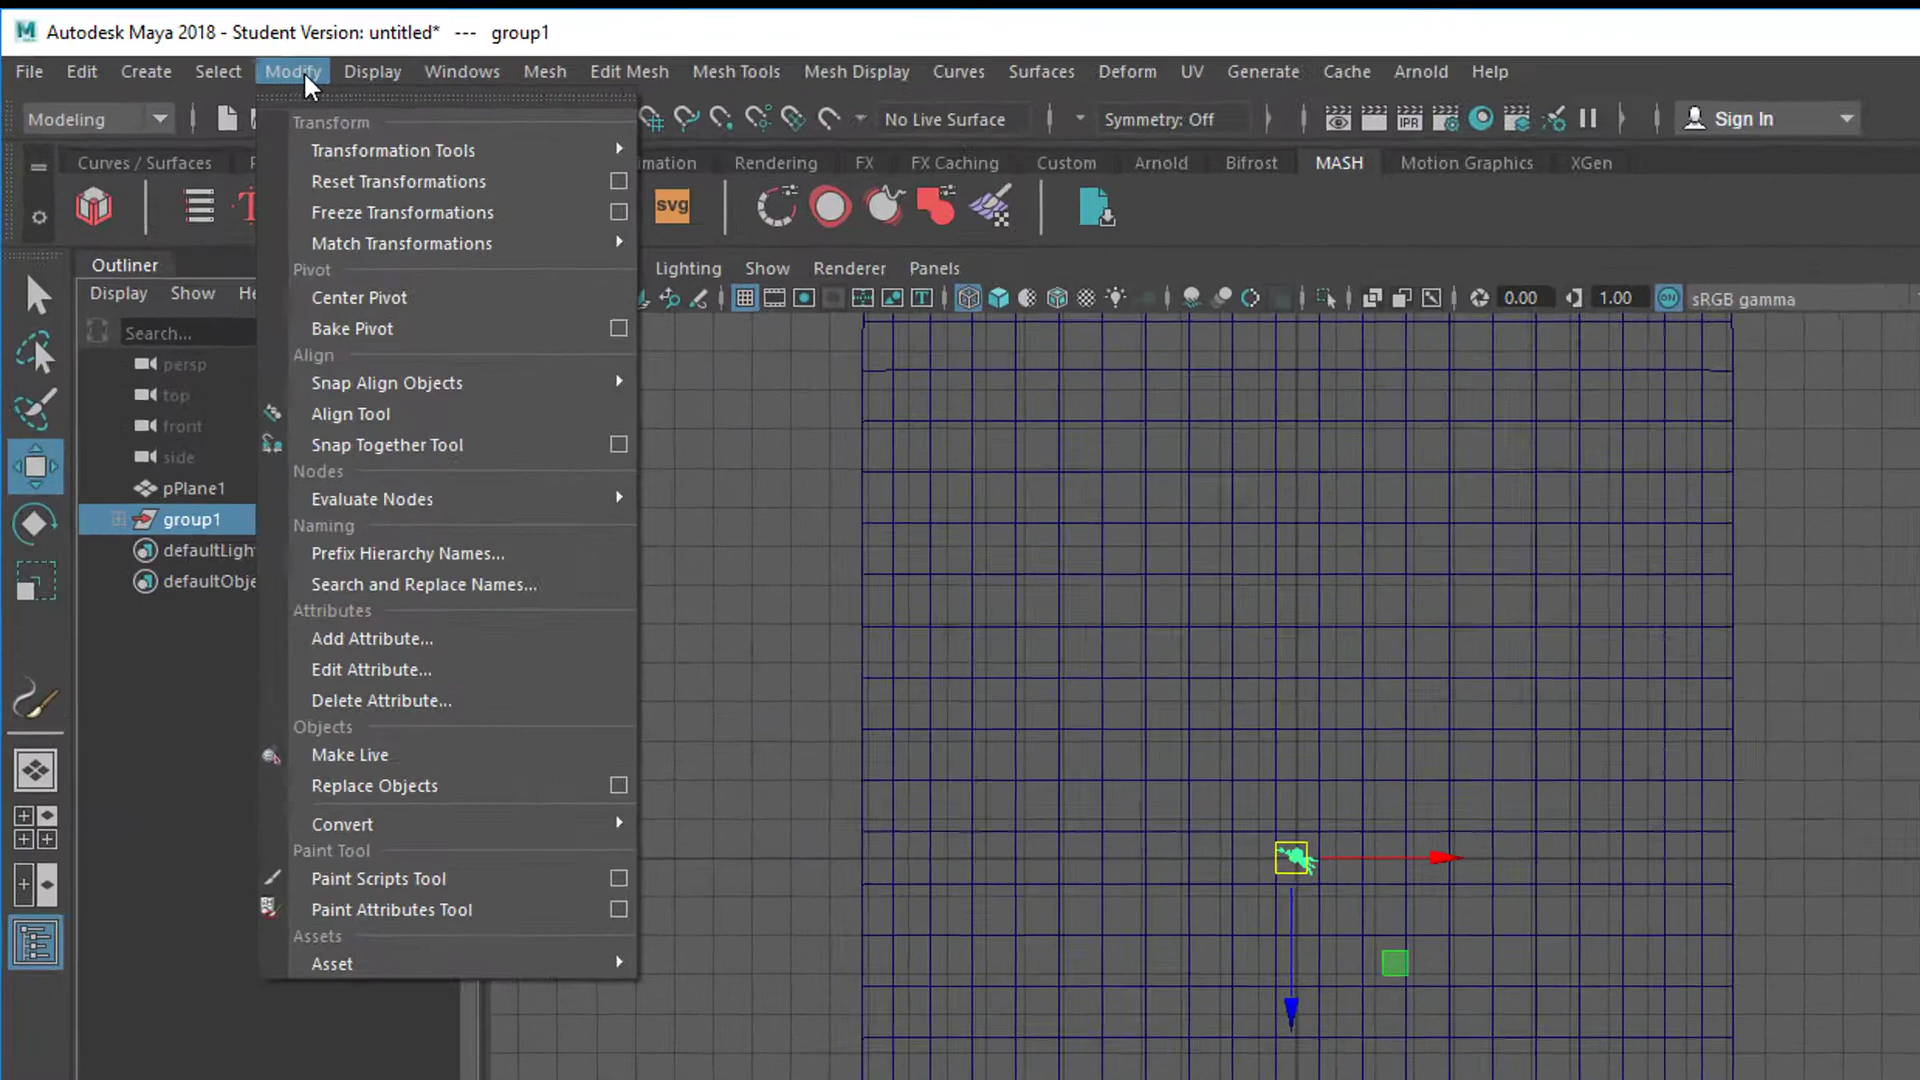 Autodesk Maya 2018 - Student Version: untitled* --- group1
File Edit Create Select Modify Display Windows Mesh Edit Mesh Mesh Tools Mesh Display Curves Surfaces Deform UV Generate Cache Arnold Help
Modeling No Live Surface Symmetry: Off IPR Sign In
Curves / Surfaces Rendering FX FX Caching Custom Arnold Bifrost MASH Motion Graphics XGen
svg
Outliner
Display Show He
Search...
persp
top
front
side
pPlane1
group1
defaultLigh
defaultObje
Transform
Transformation Tools
Reset Transformations
Freeze Transformations
Match Transformations
Pivot
Center Pivot
Bake Pivot
Align
Snap Align Objects
Align Tool
Snap Together Tool
Nodes
Evaluate Nodes
Naming
Prefix Hierarchy Names...
Search and Replace Names...
Attributes
Add Attribute...
Edit Attribute...
Delete Attribute...
Objects
Make Live
Replace Objects
Convert
Paint Tool
Paint Scripts Tool
Paint Attributes Tool
Assets
Asset
Lighting Show Renderer Panels
0.00 1.00 ON sRGB gamma